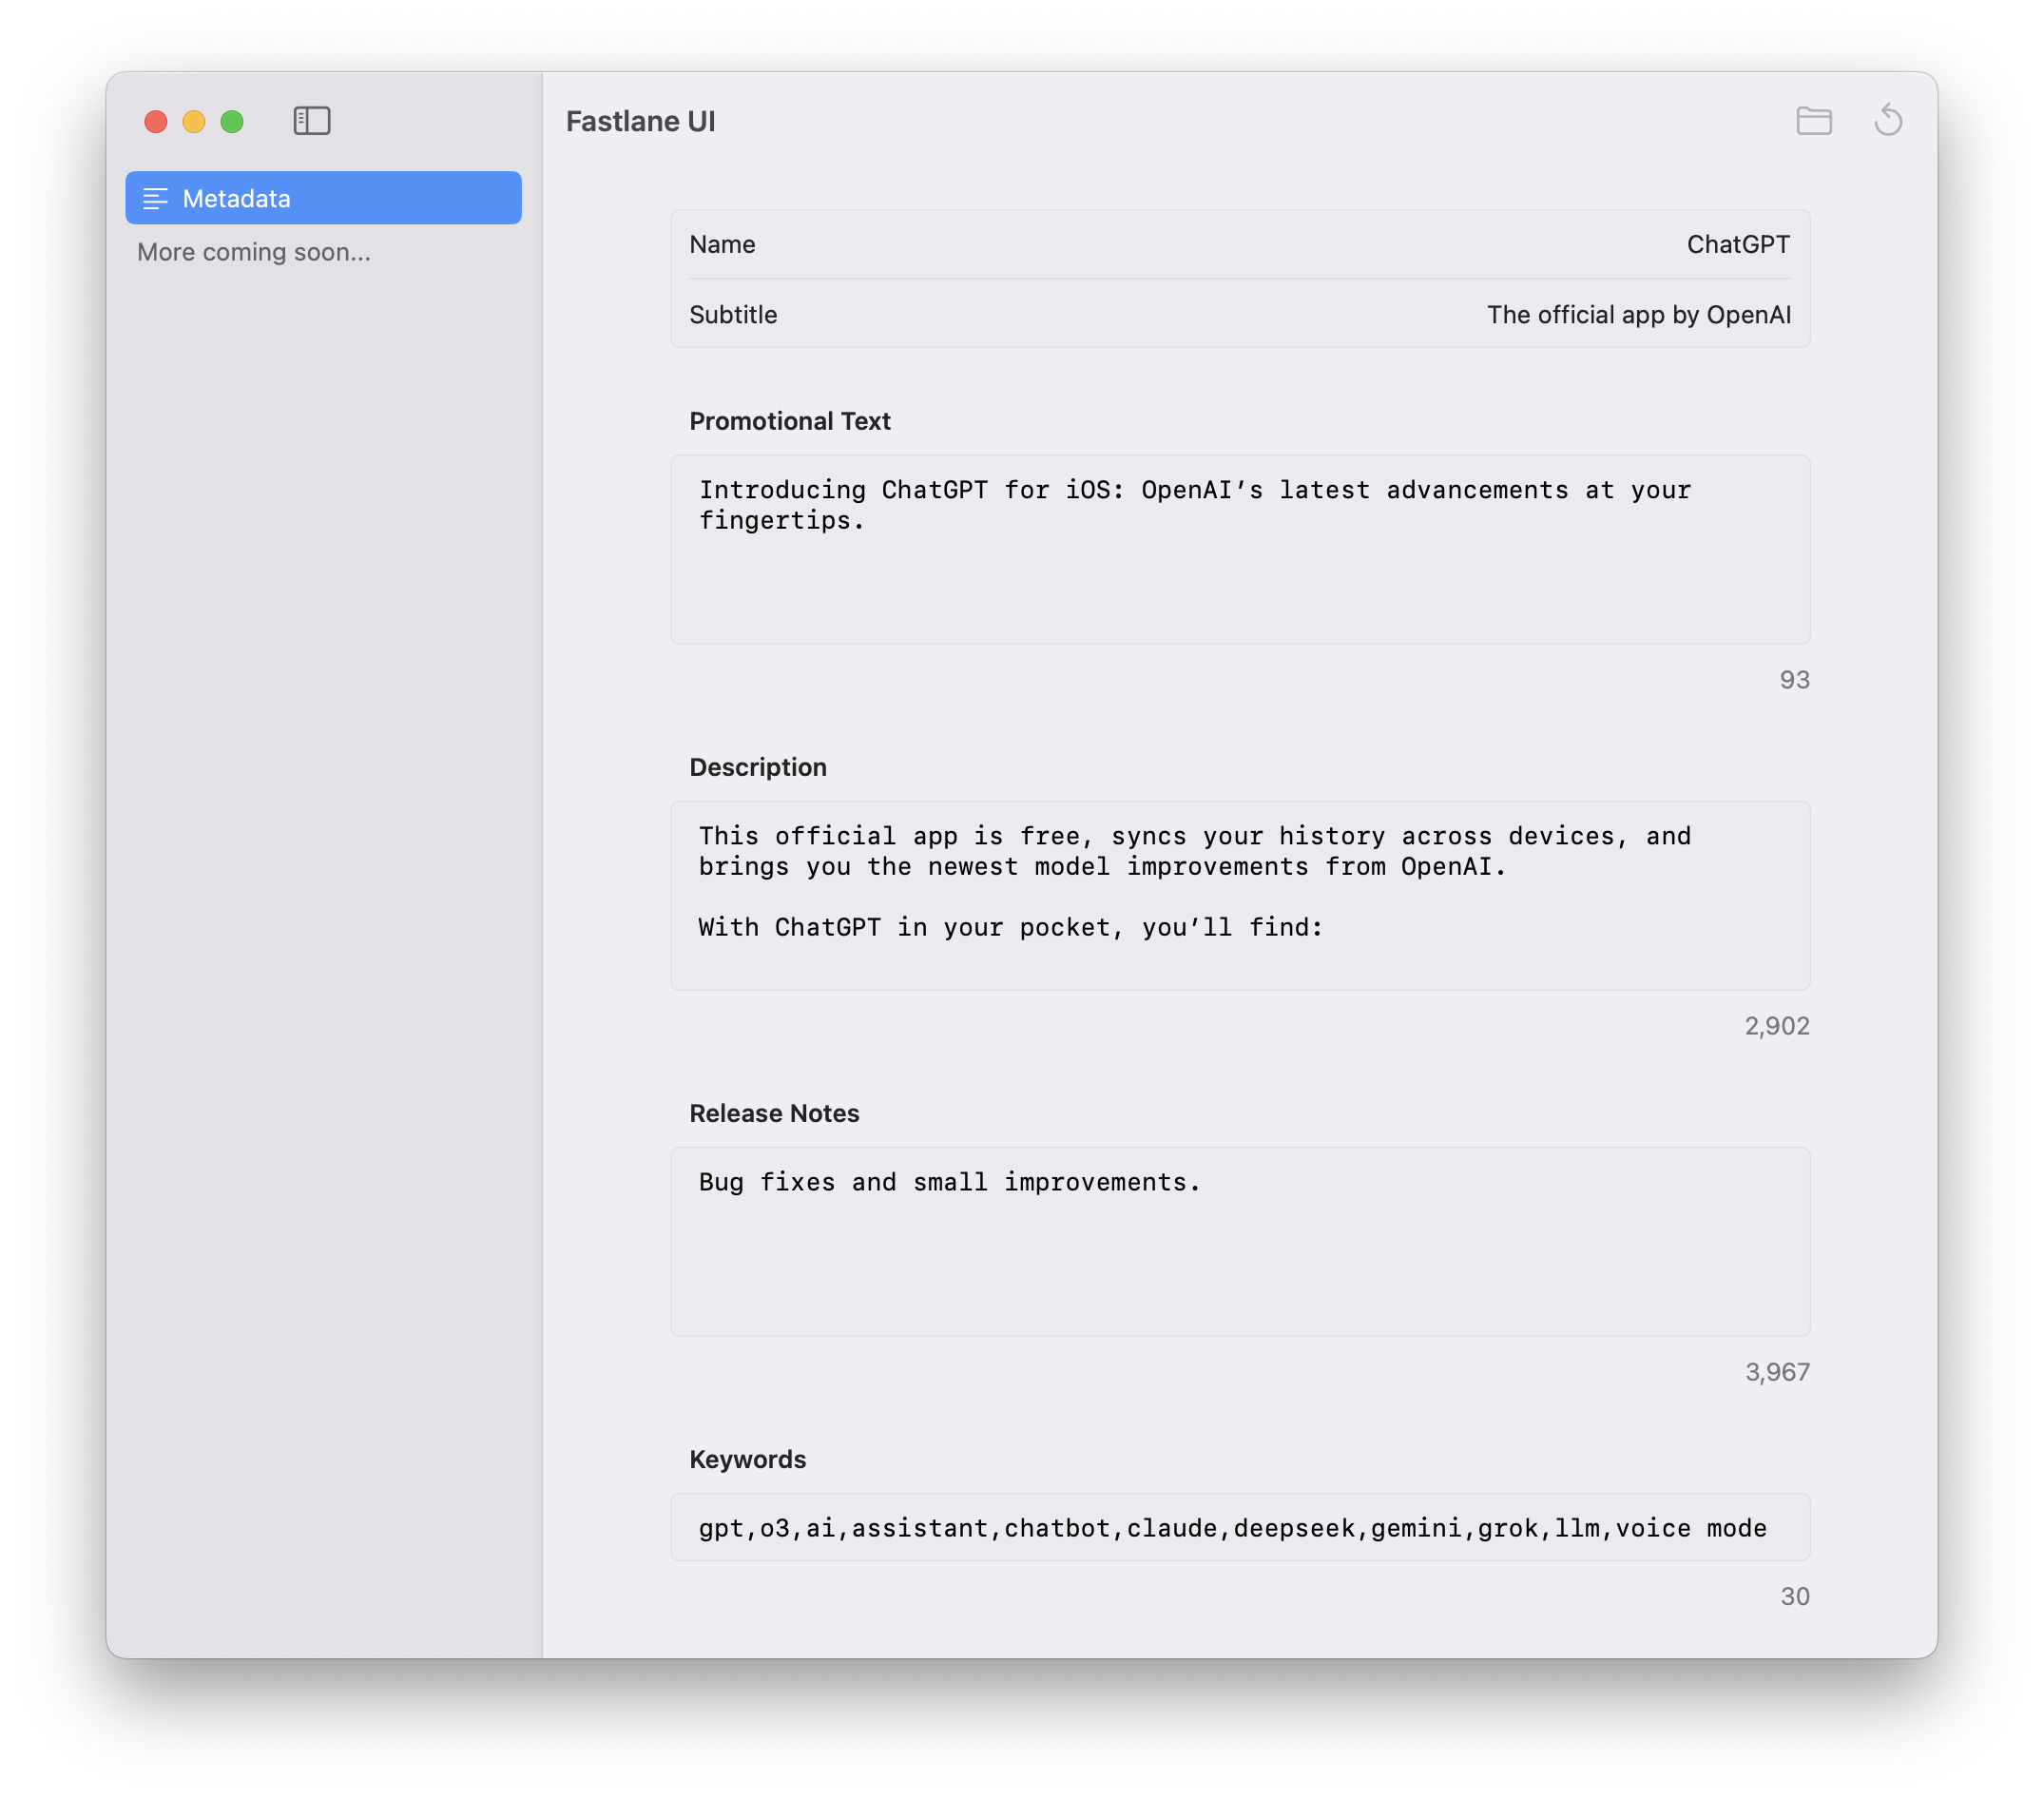 Fastlane UI
Metadata
More coming soon...
Name
ChatGPT
Subtitle
The official app by OpenAI
Promotional Text
Introducing ChatGPT for iOS: OpenAI’s latest advancements at your
fingertips.
93
Description
This official app is free, syncs your history across devices, and
brings you the newest model improvements from OpenAI.
With ChatGPT in your pocket, you’ll find:
2,902
Release Notes
Bug fixes and small improvements.
3,967
Keywords
gpt,o3,ai,assistant,chatbot,claude,deepseek,gemini,grok,llm,voice mode
30